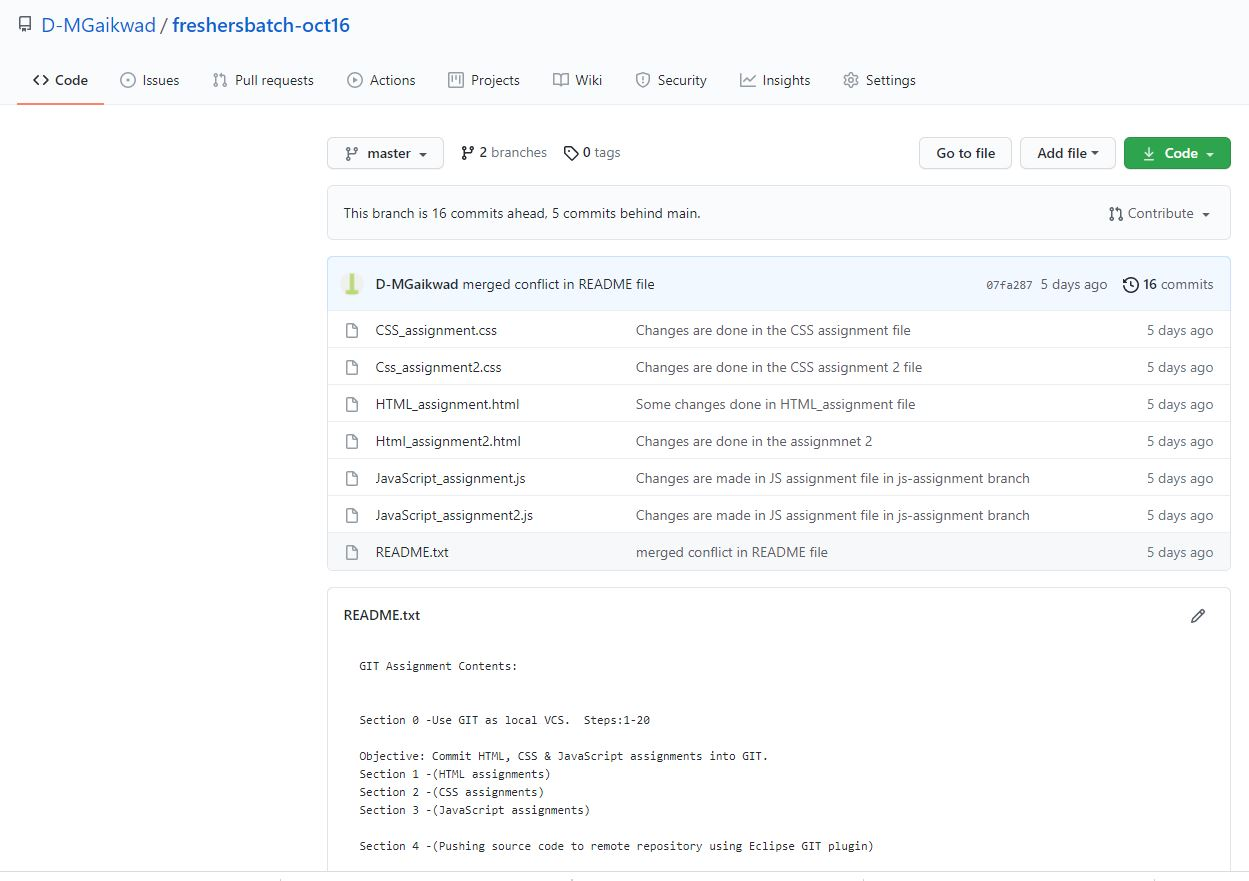 D-MGaikwad / freshersbatch-oct16
Code Issues Pull requests Actions Projects Wiki Security Insights Settings
master 2 branches 0 tags Go to file Add file Code
This branch is 16 commits ahead, 5 commits behind main. Contribute
D-MGaikwad merged conflict in README file 07fa287 5 days ago 16 commits
CSS_assignment.css Changes are done in the CSS assignment file 5 days ago
Css_assignment2.css Changes are done in the CSS assignment 2 file 5 days ago
HTML_assignment.html Some changes done in HTML_assignment file 5 days ago
Html_assignment2.html Changes are done in the assignmnet 2 5 days ago
JavaScript_assignment.js Changes are made in JS assignment file in js-assignment branch 5 days ago
JavaScript_assignment2.js Changes are made in JS assignment file in js-assignment branch 5 days ago
README.txt merged conflict in README file 5 days ago
README.txt
GIT Assignment Contents:
Section 0 -Use GIT as local VCS.  Steps:1-20
Objective: Commit HTML, CSS & JavaScript assignments into GIT.
Section 1 -(HTML assignments)
Section 2 -(CSS assignments)
Section 3 -(JavaScript assignments)
Section 4 -(Pushing source code to remote repository using Eclipse GIT plugin)